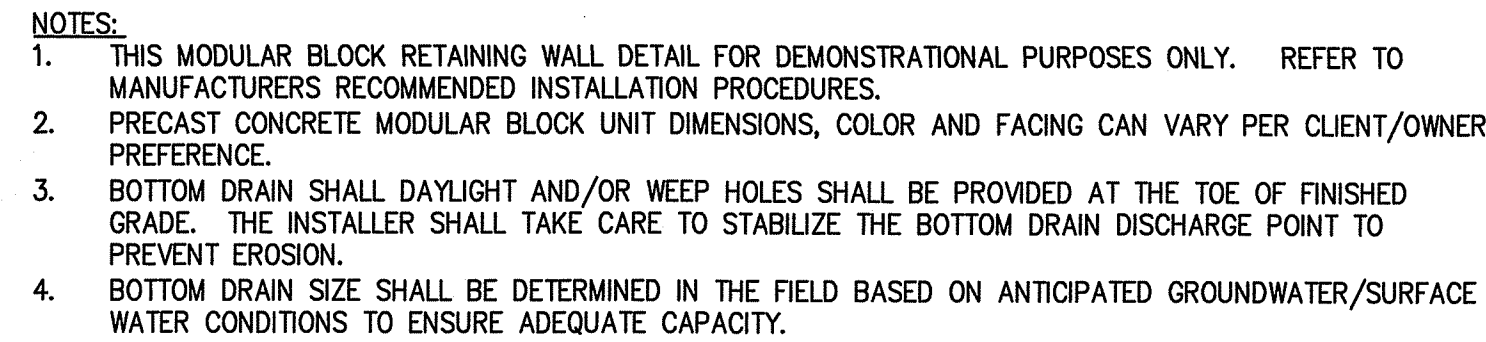 NOTES:
1. THIS MODULAR BLOCK RETAINING WALL DETAIL FOR DEMONSTRATIONAL PURPOSES ONLY. REFER TO
MANUFACTURERS RECOMMENDED INSTALLATION PROCEDURES.
2. PRECAST CONCRETE MODULAR BLOCK UNIT DIMENSIONS, COLOR AND FACING CAN VARY PER CLIENT/OWNER
PREFERENCE.
3. BOTTOM DRAIN SHALL DAYLIGHT AND/OR WEEP HOLES SHALL BE PROVIDED AT THE TOE OF FINISHED
GRADE. THE INSTALLER SHALL TAKE CARE TO STABILIZE THE BOTTOM DRAIN DISCHARGE POINT TO
PREVENT EROSION.
4. BOTTOM DRAIN SIZE SHALL BE DETERMINED IN THE FIELD BASED ON ANTICIPATED GROUNDWATER/SURFACE
WATER CONDITIONS TO ENSURE ADEQUATE CAPACITY.